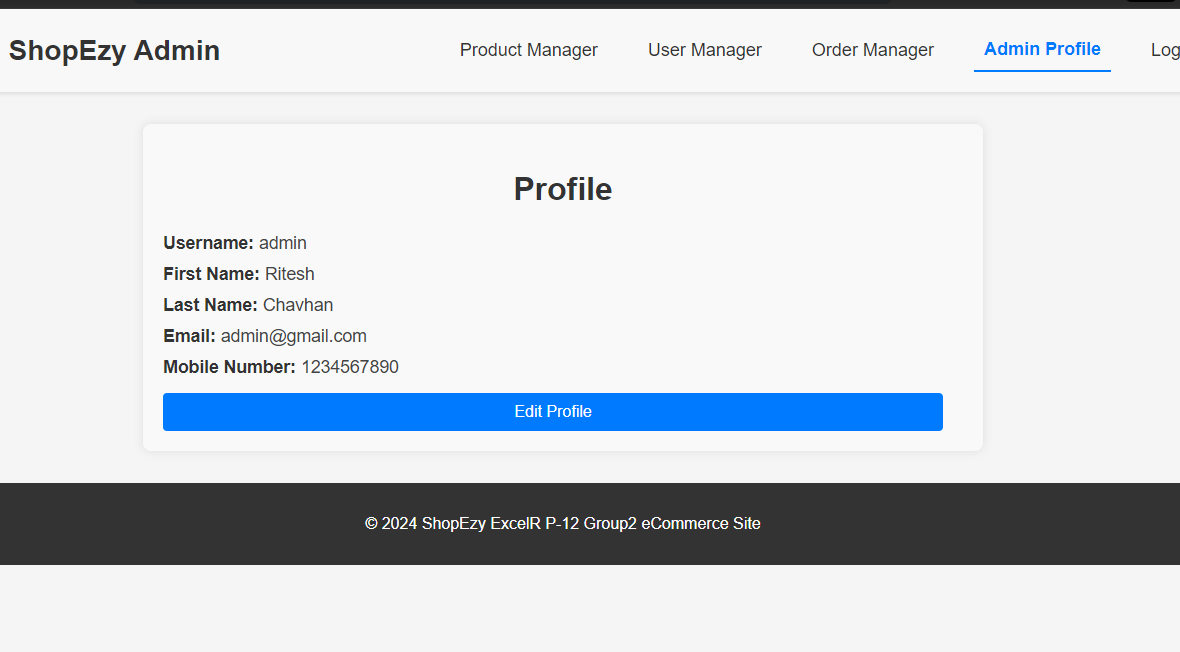 ShopEzy Admin Product Manager User Manager Order Manager Admin Profile Log
Profile
Username: admin
First Name: Ritesh
Last Name: Chavhan
Email: admin@gmail.com
Mobile Number: 1234567890
Edit Profile
© 2024 ShopEzy ExcelR P-12 Group2 eCommerce Site